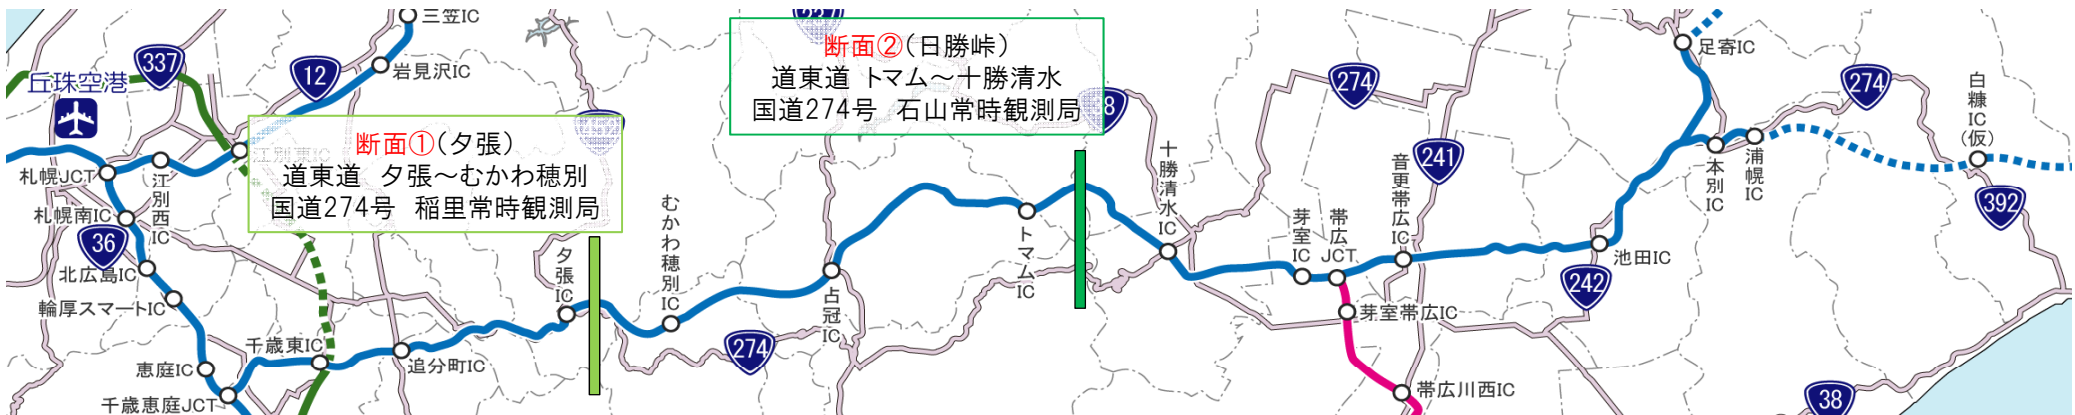 三笠IC
337
12
岩見沢IC
丘珠空港
断面②(日勝峠)
道東道 トマム～十勝清水
国道274号 石山常時観測局
274
足寄IC
274
白糠IC(仮)
断面①(夕張)
道東道 夕張～むかわ穂別
国道274号 稲里常時観測局
江別東IC
札幌JCT
江別西IC
札幌南IC
36
北広島IC
輪厚スマートIC
恵庭IC
千歳恵庭JCT
千歳東IC
追分町IC
夕張IC
むかわ穂別IC
274
占冠IC
トマムIC
十勝清水IC
芽室IC
帯広JCT
音更帯広IC
241
芽室帯広IC
帯広川西IC
池田IC
242
本別IC
浦幌IC
392
38